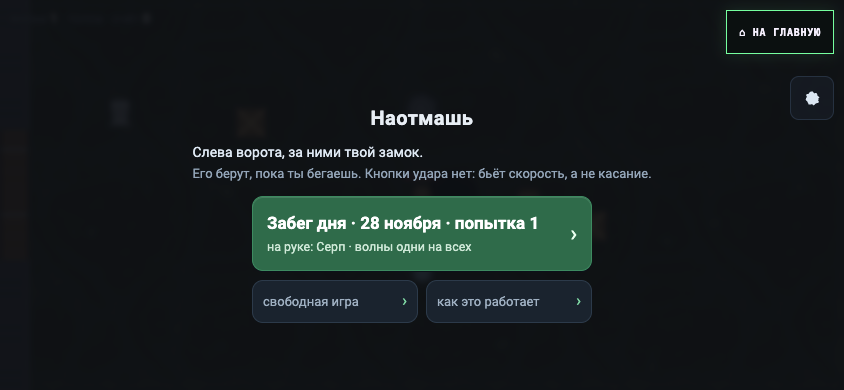 ⌂ НА ГЛАВНУЮ
Наотмашь
Слева ворота, за ними твой замок.
Его берут, пока ты бегаешь. Кнопки удара нет: бьёт скорость, а не касание.
Забег дня · 28 ноября · попытка 1 ›
на руке: Серп · волны одни на всех
свободная игра ›
как это работает ›